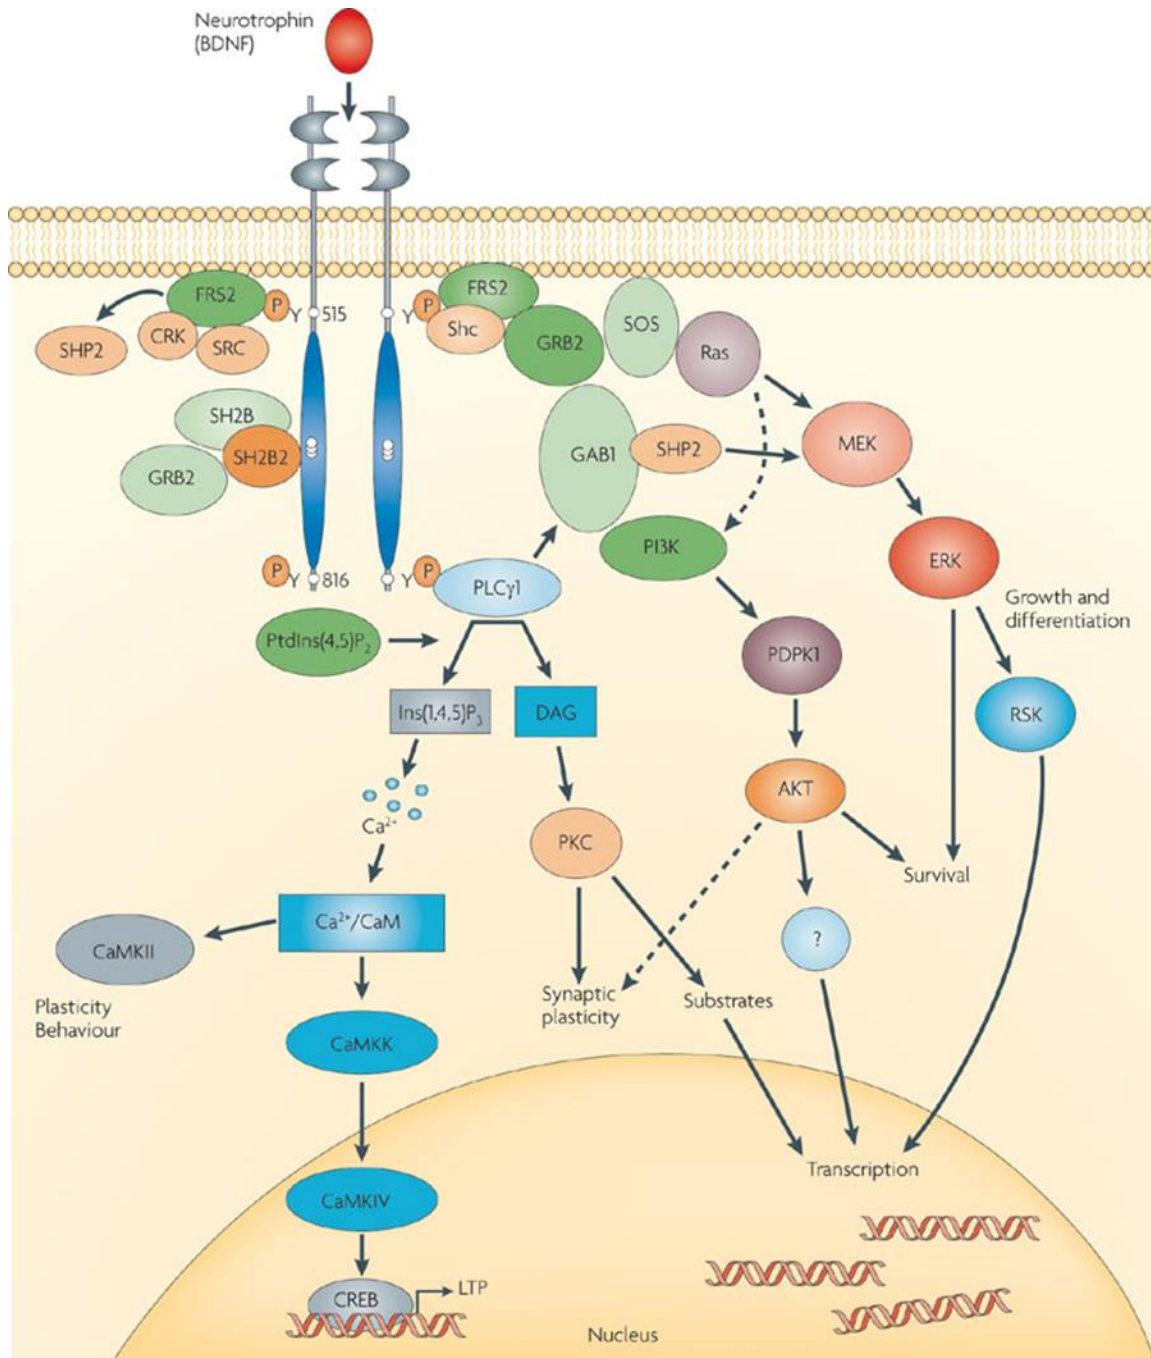 Neurotrophin
(BDNF)
FRS2
P
Y
515
Y
P
FRS2
SHP2
CRK
SRC
Shc
GRB2
SOS
Ras
SH2B
GRB2
SH2B2
GAB1
SHP2
MEK
P
Y
816
Y
P
PLCγ1
PI3K
ERK
Growth and
differentiation
PtdIns(4,5)P₂
PDPK1
Ins(1,4,5)P₃
DAG
RSK
AKT
Ca²⁺
PKC
Survival
Ca²⁺/CaM
?
CaMKII
Plasticity
Behaviour
Synaptic
plasticity
Substrates
CaMKK
Transcription
CaMKIV
CREB
LTP
Nucleus